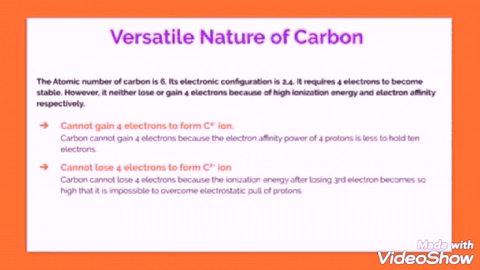 Versatile Nature of Carbon
The Atomic number of carbon is 6. Its electronic configuration is 2,4. It requires 4 electrons to become
stable. However, it neither lose or gain 4 electrons because of high ionization energy and electron affinity
respectively.
➔ Cannot gain 4 electrons to form ion.
Carbon cannot gain 4 electrons because the electron affinity power of 4 protons is less to hold ten
electrons.
➔ Cannot lose 4 electrons to form ion
Carbon cannot lose 4 electrons because the ionization energy after losing 3rd electron becomes so
high that it is impossible to overcome electrostatic pull of protons.
Made with
VideoShow